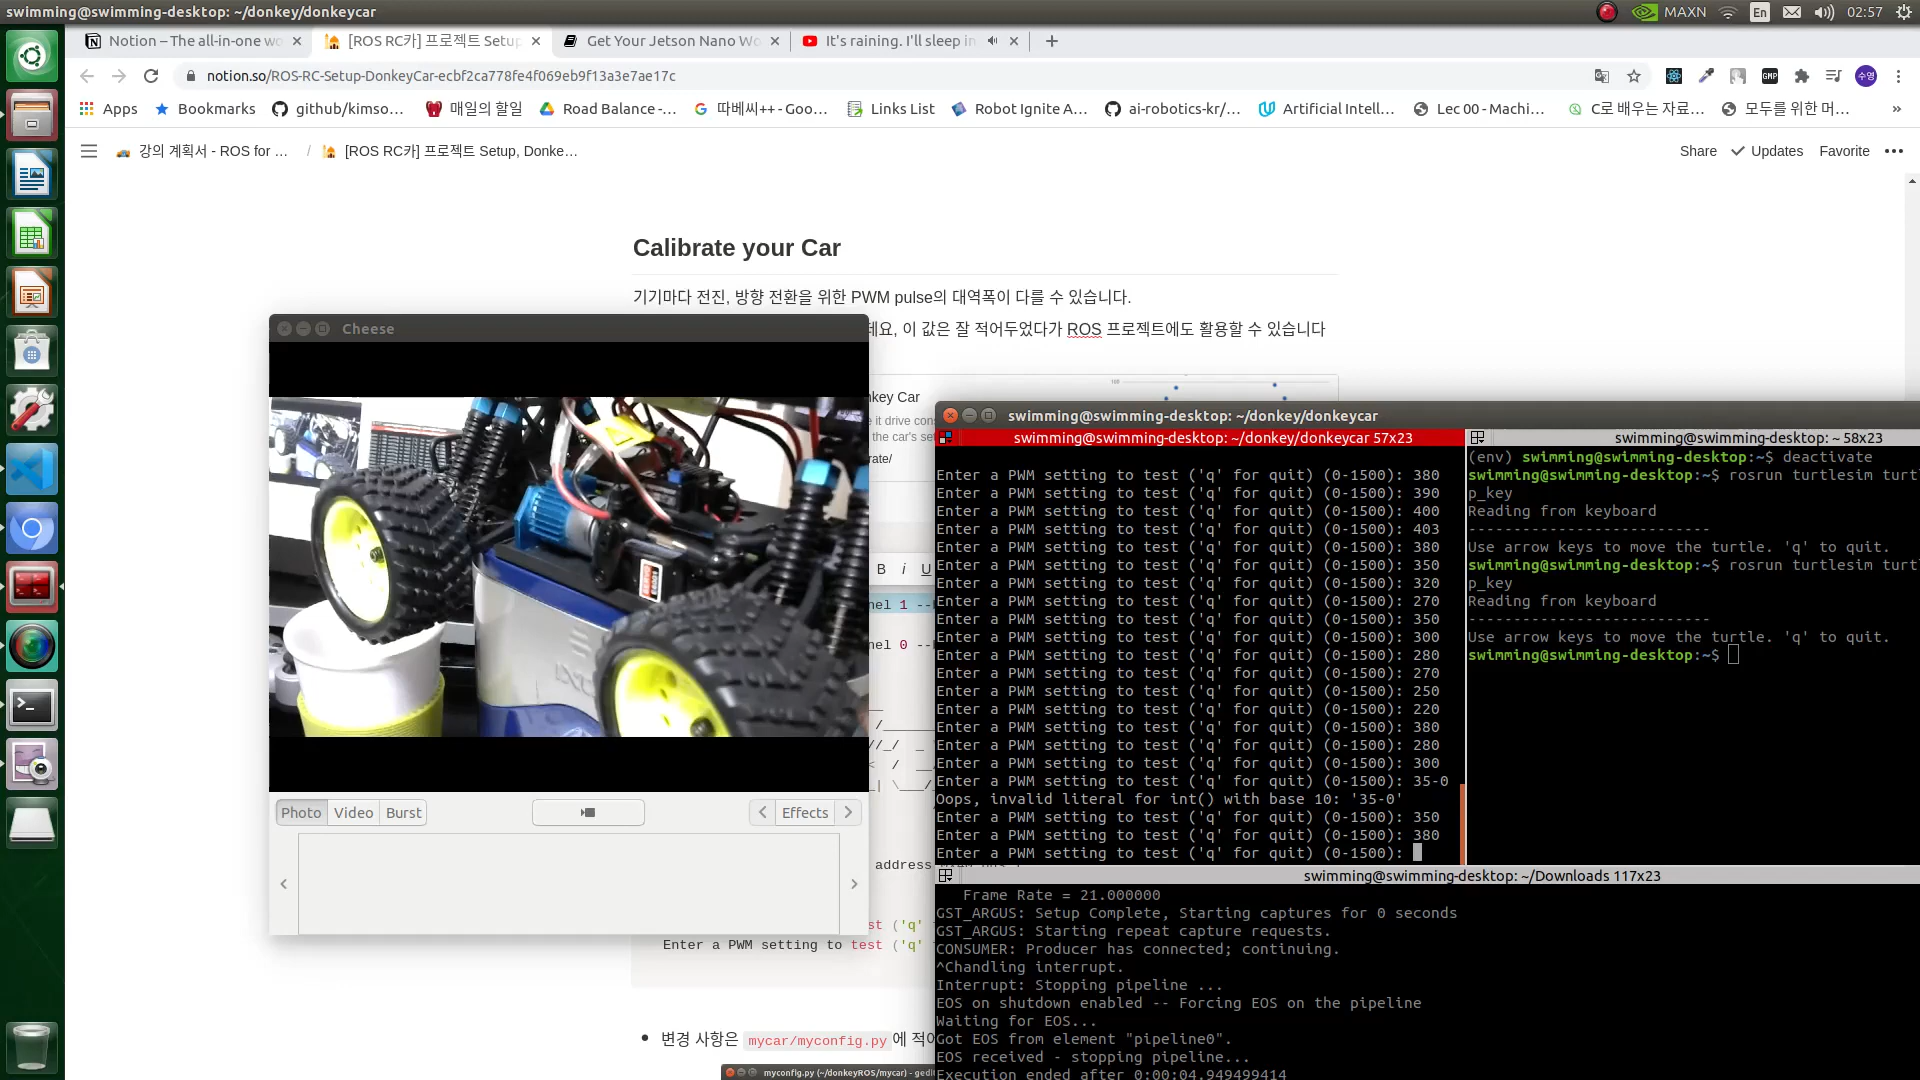 swimming@swimming-desktop: ~/donkey/donkeycar
MAXN
En
02:57
Notion – The all-in-one wo
[ROS RC카] 프로젝트 Setup
Get Your Jetson Nano Wo
It's raining. I'll sleep in
notion.so/ROS-RC-Setup-DonkeyCar-ecbf2ca778fe4f069eb9f13a3e7ae17c
GMP
수영
Apps
Bookmarks
github/kimso...
매일의 할일
Road Balance -...
따베씨++ - Goo...
Links List
Robot Ignite A...
ai-robotics-kr/...
Artificial Intell...
Lec 00 - Machi...
C로 배우는 자료...
모두를 위한 머...
»
강의 계획서 - ROS for ...
/
[ROS RC카] 프로젝트 Setup, Donke...
Share
Updates
Favorite
Calibrate your Car
기기마다 전진, 방향 전환을 위한 PWM pulse의 대역폭이 다를 수 있습니다.
데요, 이 값은 잘 적어두었다가 ROS 프로젝트에도 활용할 수 있습니다
Cheese
nkey Car
e it drive cons
the car's set
rate/
B i U
nel 1 --
nel 0 --
address
st ('q'
Enter a PWM setting to test ('q'
Photo
Video
Burst
Effects
변경 사항은 mycar/myconfig.py에 적어
myconfig.py (~/donkeyROS/mycar) - gedit
swimming@swimming-desktop: ~/donkey/donkeycar
swimming@swimming-desktop: ~/donkey/donkeycar 57x23
Enter a PWM setting to test ('q' for quit) (0-1500): 380
Enter a PWM setting to test ('q' for quit) (0-1500): 390
Enter a PWM setting to test ('q' for quit) (0-1500): 400
Enter a PWM setting to test ('q' for quit) (0-1500): 403
Enter a PWM setting to test ('q' for quit) (0-1500): 380
Enter a PWM setting to test ('q' for quit) (0-1500): 350
Enter a PWM setting to test ('q' for quit) (0-1500): 320
Enter a PWM setting to test ('q' for quit) (0-1500): 270
Enter a PWM setting to test ('q' for quit) (0-1500): 350
Enter a PWM setting to test ('q' for quit) (0-1500): 300
Enter a PWM setting to test ('q' for quit) (0-1500): 280
Enter a PWM setting to test ('q' for quit) (0-1500): 270
Enter a PWM setting to test ('q' for quit) (0-1500): 250
Enter a PWM setting to test ('q' for quit) (0-1500): 220
Enter a PWM setting to test ('q' for quit) (0-1500): 380
Enter a PWM setting to test ('q' for quit) (0-1500): 280
Enter a PWM setting to test ('q' for quit) (0-1500): 300
Enter a PWM setting to test ('q' for quit) (0-1500): 35-0
Oops, invalid literal for int() with base 10: '35-0'
Enter a PWM setting to test ('q' for quit) (0-1500): 350
Enter a PWM setting to test ('q' for quit) (0-1500): 380
Enter a PWM setting to test ('q' for quit) (0-1500):
swimming@swimming-desktop: ~ 58x23
(env) swimming@swimming-desktop:~$ deactivate
swimming@swimming-desktop:~$ rosrun turtlesim turt
p_key
Reading from keyboard
---------------------------
Use arrow keys to move the turtle. 'q' to quit.
swimming@swimming-desktop:~$ rosrun turtlesim turt
p_key
Reading from keyboard
---------------------------
Use arrow keys to move the turtle. 'q' to quit.
swimming@swimming-desktop:~$
swimming@swimming-desktop: ~/Downloads 117x23
Frame Rate = 21.000000
GST_ARGUS: Setup Complete, Starting captures for 0 seconds
GST_ARGUS: Starting repeat capture requests.
CONSUMER: Producer has connected; continuing.
^Chandling interrupt.
Interrupt: Stopping pipeline ...
EOS on shutdown enabled -- Forcing EOS on the pipeline
Waiting for EOS...
Got EOS from element "pipeline0".
EOS received - stopping pipeline...
Execution ended after 0:00:04.949499414